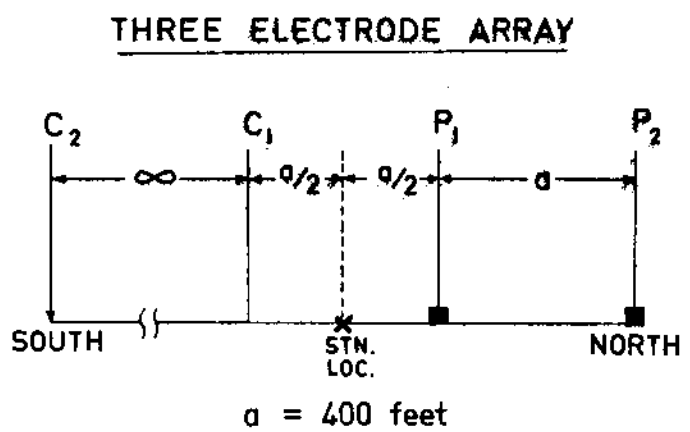 THREE ELECTRODE ARRAY
C₂ C₁ P₁ P₂
∞ a/2 a/2 a
SOUTH STN. LOC. NORTH
a = 400 feet